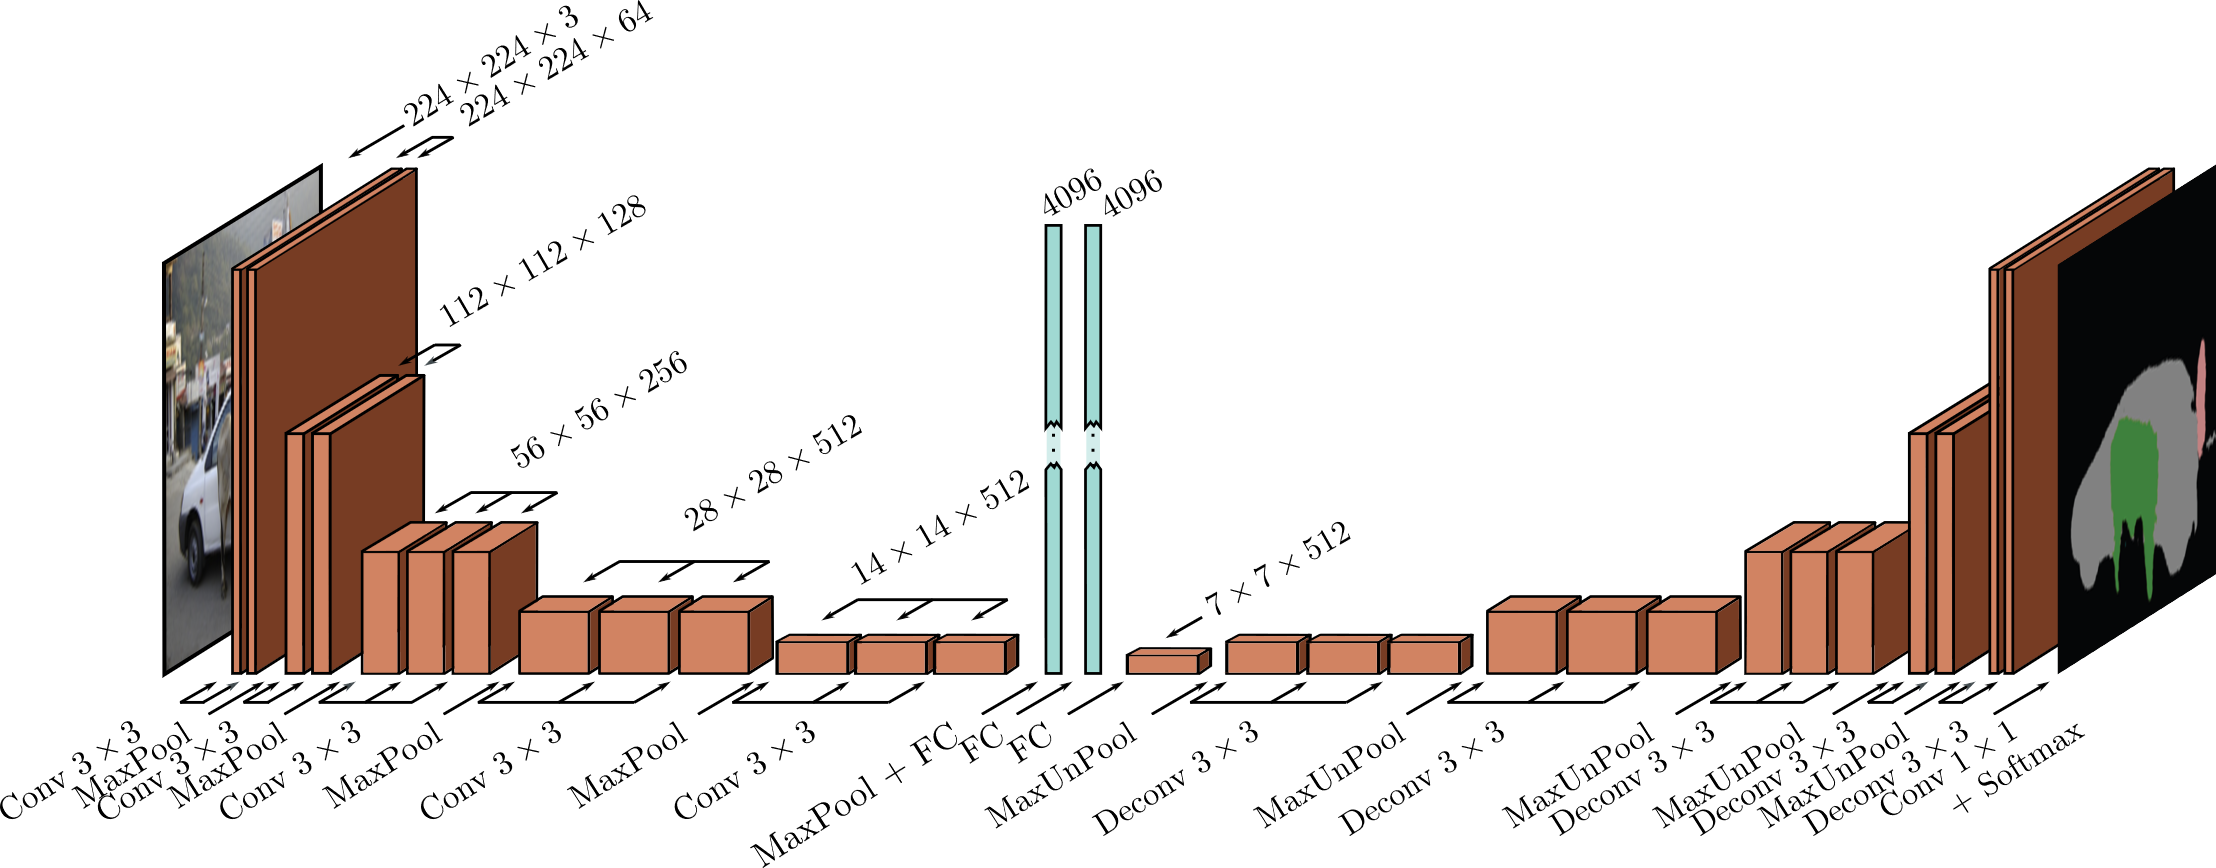 224 × 224 × 3
224 × 224 × 64
112 × 112 × 128
56 × 56 × 256
28 × 28 × 512
14 × 14 × 512
4096
4096
7 × 7 × 512
Conv 3 × 3
MaxPool
Conv 3 × 3
MaxPool
Conv 3 × 3
MaxPool
Conv 3 × 3
MaxPool
Conv 3 × 3
MaxPool + FC
FC
FC
MaxUnPool
Deconv 3 × 3
MaxUnPool
Deconv 3 × 3
MaxUnPool
Deconv 3 × 3
MaxUnPool
Deconv 3 × 3
MaxUnPool
Deconv 3 × 3
Conv 1 × 1
+ Softmax